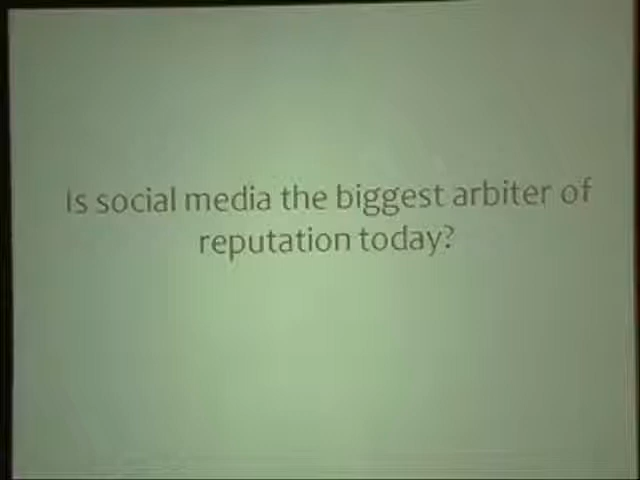 Is social media the biggest arbiter of
reputation today?